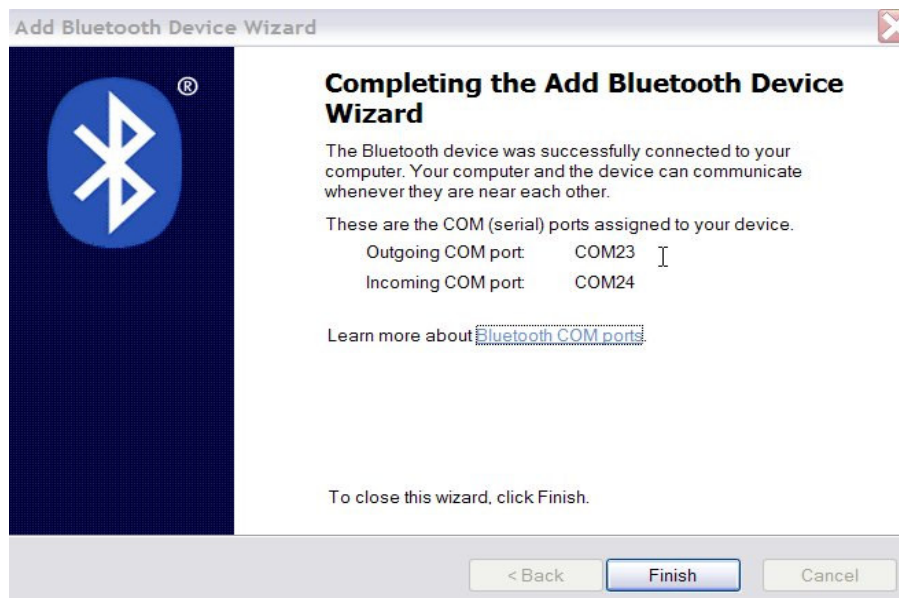 Add Bluetooth Device Wizard
®
Completing the Add Bluetooth Device
Wizard
The Bluetooth device was successfully connected to your
computer. Your computer and the device can communicate
whenever they are near each other.
These are the COM (serial) ports assigned to your device.
Outgoing COM port: COM23
Incoming COM port: COM24
Learn more about Bluetooth COM ports.
To close this wizard, click Finish.
< Back Finish Cancel